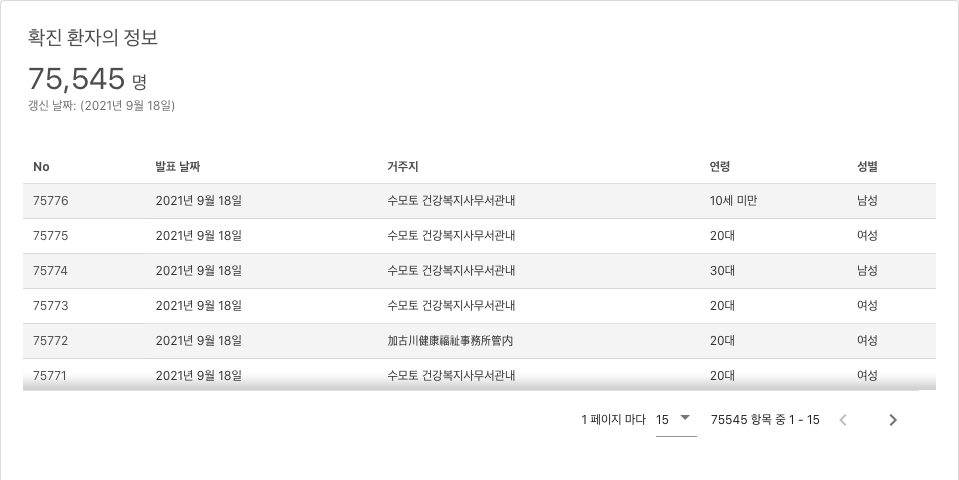 확진 환자의 정보
75,545 명
갱신 날짜: (2021년 9월 18일)
No 발표 날짜 거주지 연령 성별
75776 2021년 9월 18일 수모토 건강복지사무서관내 10세 미만 남성
75775 2021년 9월 18일 수모토 건강복지사무서관내 20대 여성
75774 2021년 9월 18일 수모토 건강복지사무서관내 30대 남성
75773 2021년 9월 18일 수모토 건강복지사무서관내 20대 여성
75772 2021년 9월 18일 加古川健康福祉事務所管内 20대 여성
75771 2021년 9월 18일 수모토 건강복지사무서관내 20대 여성
1 페이지 마다 15 75545 항목 중 1 - 15